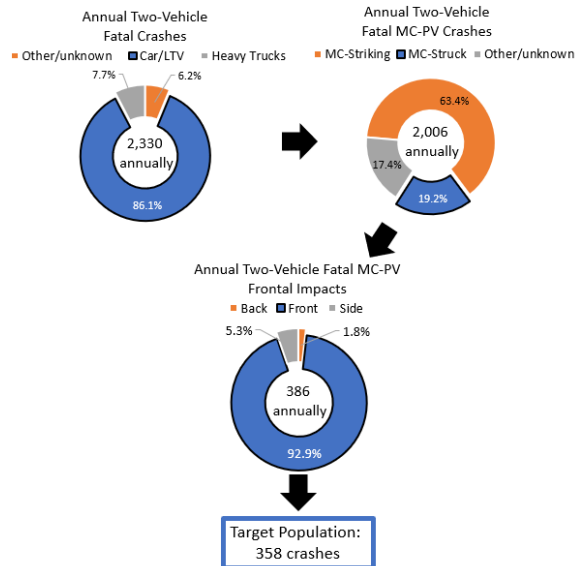 Annual Two-Vehicle
Fatal Crashes
Other/unknown Car/LTV Heavy Trucks
7.7%
6.2%
2,330
annually
86.1%
Annual Two-Vehicle
Fatal MC-PV Crashes
MC-Striking MC-Struck Other/unknown
63.4%
2,006
annually
17.4%
19.2%
Annual Two-Vehicle Fatal MC-PV
Frontal Impacts
Back Front Side
5.3%
1.8%
386
annually
92.9%
Target Population:
358 crashes